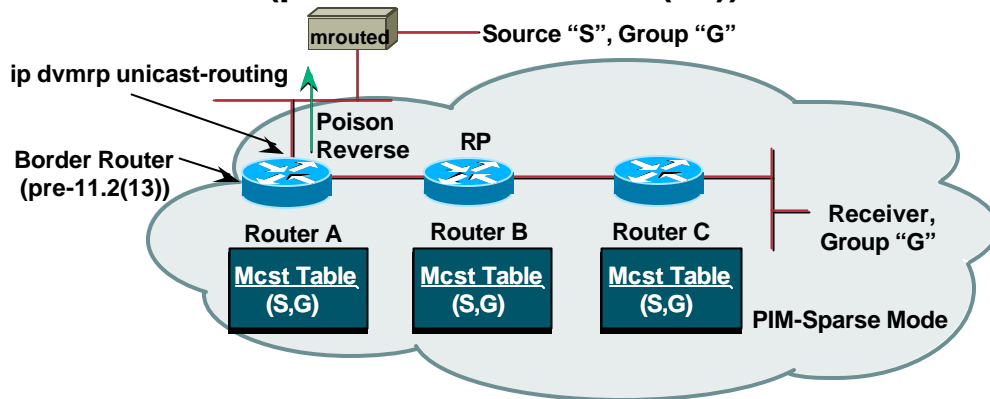 mrouted
Source “S”, Group “G”
ip dvmrp unicast-routing
Poison
Reverse
RP
Border Router
(pre-11.2(13))
Receiver,
Group “G”
Router A
Router B
Router C
Mcst Table
(S,G)
Mcst Table
(S,G)
Mcst Table
(S,G)
PIM-Sparse Mode